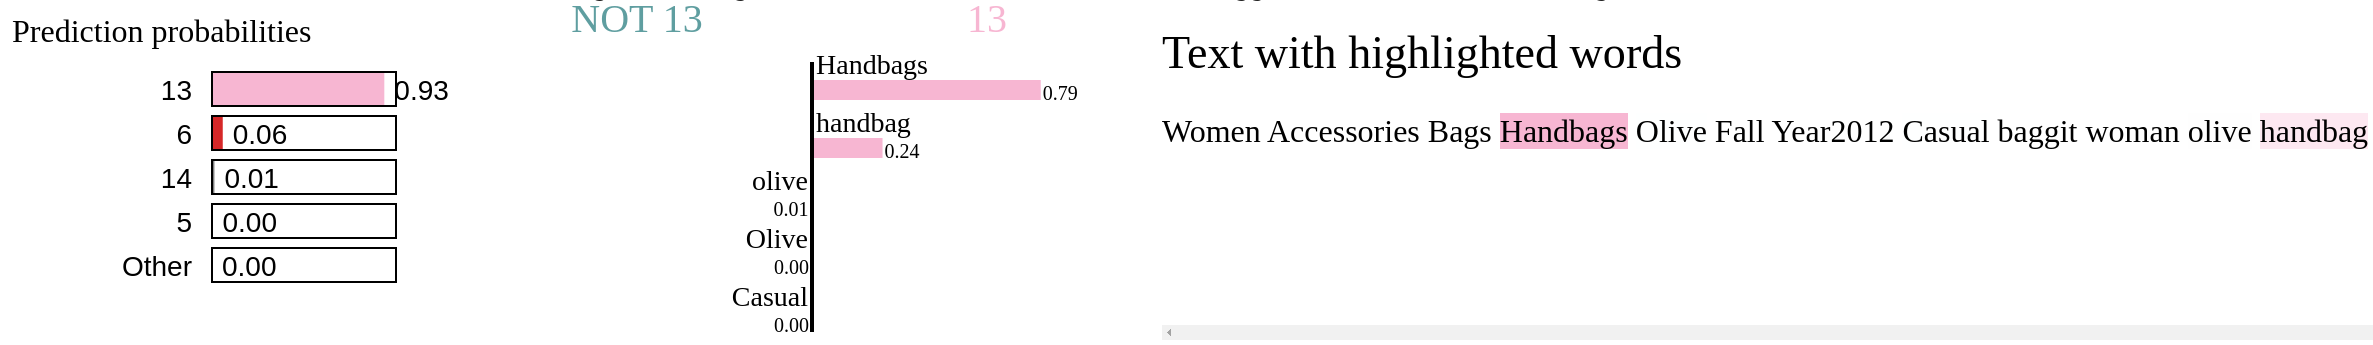 Prediction probabilities
13 0.93
6 0.06
14 0.01
5 0.00
Other 0.00
NOT 13 13
Handbags
0.79
handbag
0.24
olive
0.01
Olive
0.00
Casual
0.00
Text with highlighted words
Women Accessories Bags Handbags Olive Fall Year2012 Casual baggit woman olive handbag